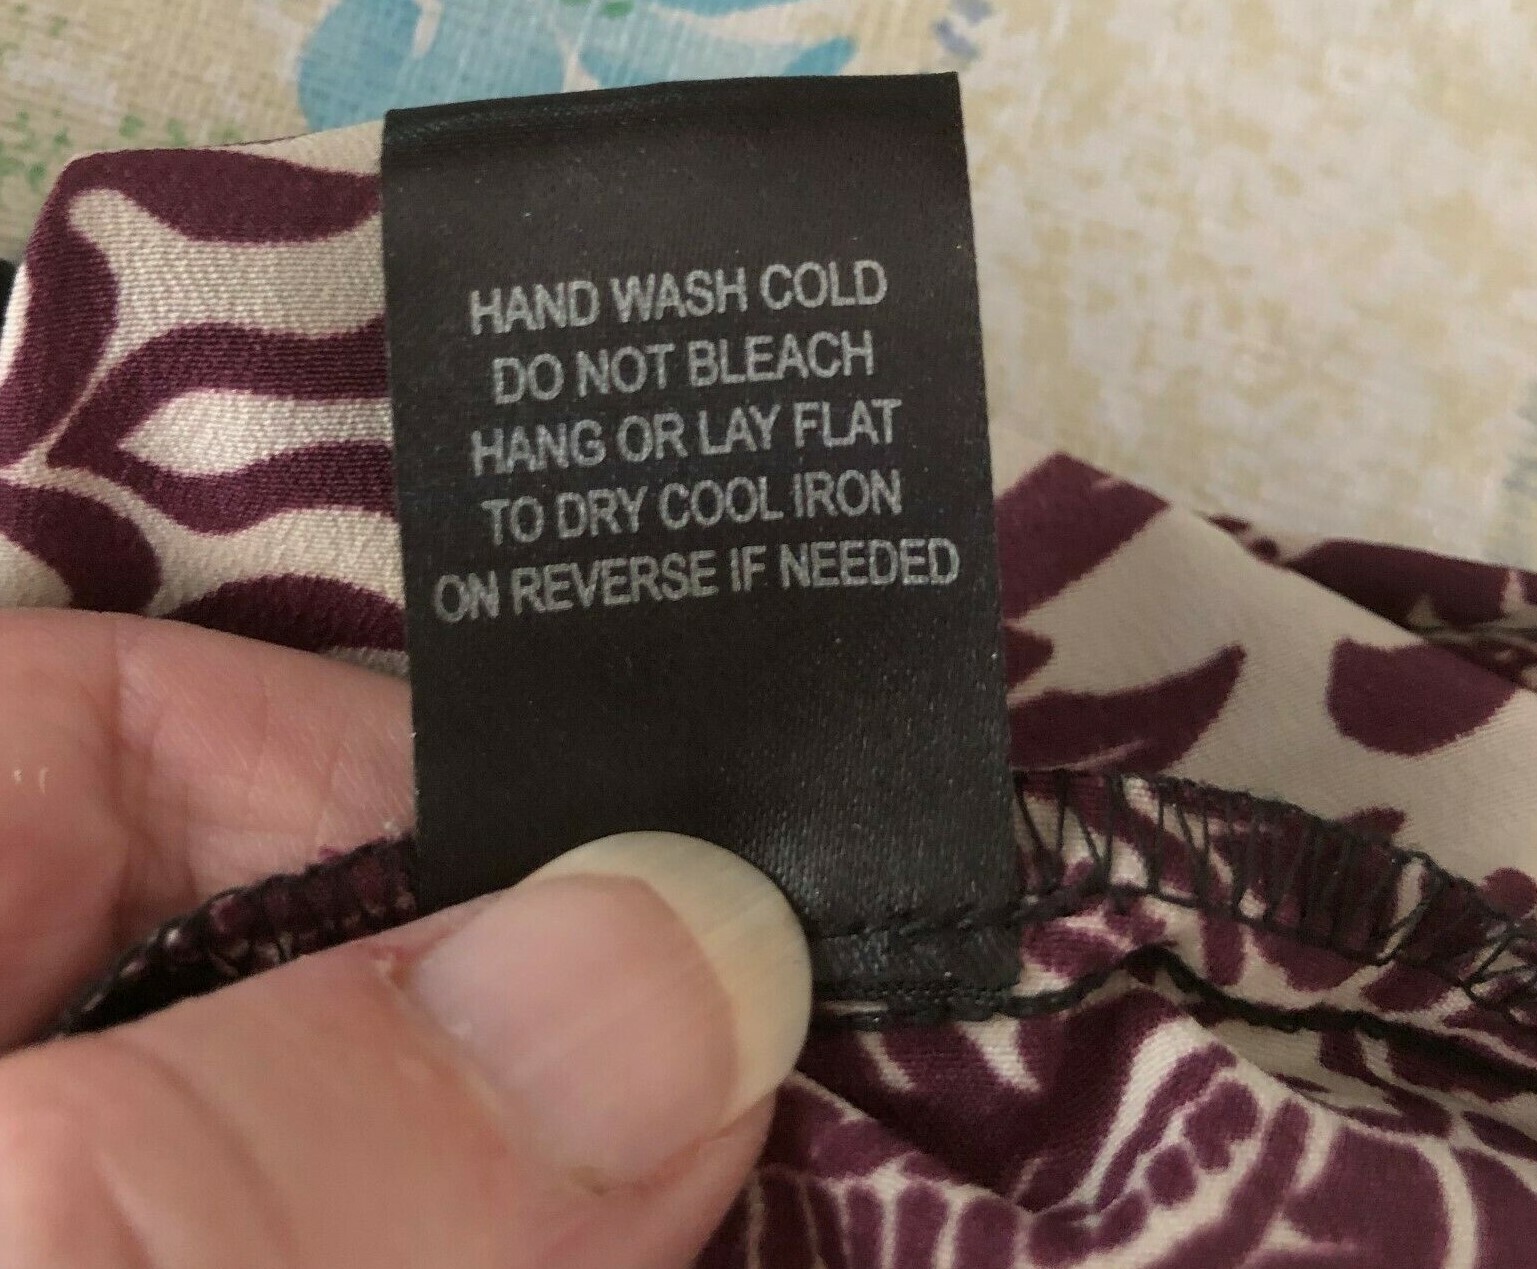 HAND WASH COLD
DO NOT BLEACH
HANG OR LAY FLAT
TO DRY COOL IRON
ON REVERSE IF NEEDED